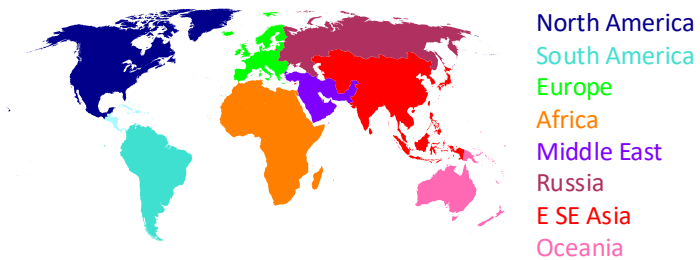 North America
South America
Europe
Africa
Middle East
Russia
E SE Asia
Oceania